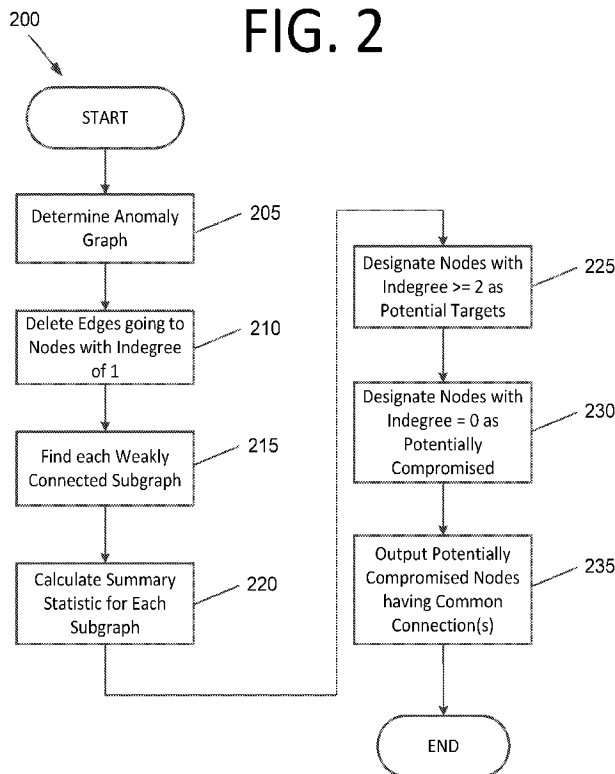 FIG. 2
200
START
Determine Anomaly
Graph
205
Delete Edges going to
Nodes with Indegree
of 1
210
Find each Weakly
Connected Subgraph
215
Calculate Summary
Statistic for Each
Subgraph
220
Designate Nodes with
Indegree >= 2 as
Potential Targets
225
Designate Nodes with
Indegree = 0 as
Potentially
Compromised
230
Output Potentially
Compromised Nodes
having Common
Connection(s)
235
END